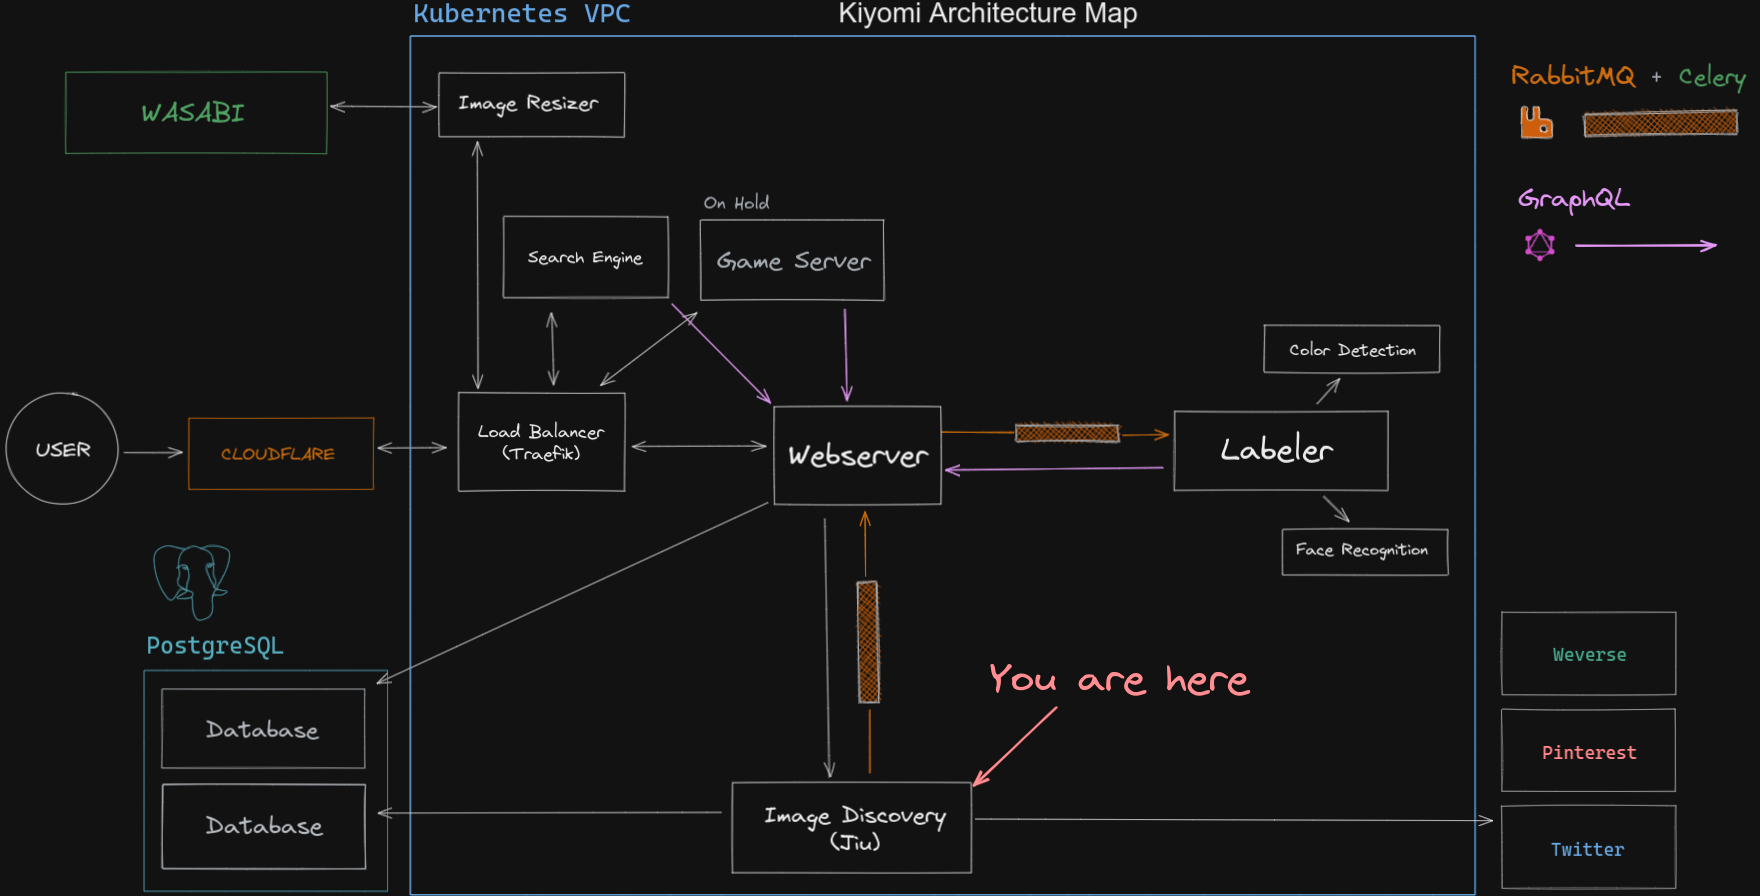 Kubernetes VPC
Kiyomi Architecture Map
WASABI
Image Resizer
RabbitMQ + Celery
GraphQL
On Hold
Search Engine
Game Server
Color Detection
USER
CLOUDFLARE
Load Balancer
(Traefik)
Webserver
Labeler
Face Recognition
PostgreSQL
Database
Database
You are here
Image Discovery
(Jiu)
Weverse
Pinterest
Twitter